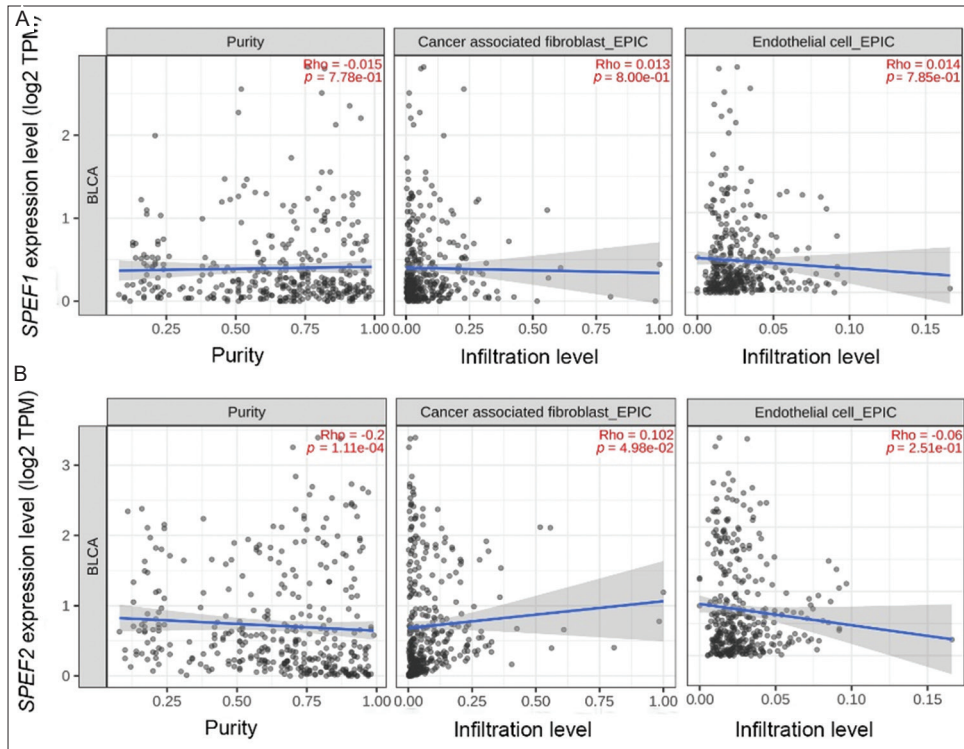 A
SPEF1 expression level (log2 TPM)
BLCA
Purity
Cancer associated fibroblast_EPIC
Endothelial cell_EPIC
Rho = -0.015
p = 7.78e-01
Rho = 0.013
p = 8.00e-01
Rho = 0.014
p = 7.85e-01
2
1
0
0.25 0.50 0.75 1.00
0.00 0.25 0.50 0.75 1.00
0.00 0.05 0.10 0.15
Purity
Infiltration level
Infiltration level
B
SPEF2 expression level (log2 TPM)
BLCA
Purity
Cancer associated fibroblast_EPIC
Endothelial cell_EPIC
Rho = -0.2
p = 1.11e-04
Rho = 0.102
p = 4.98e-02
Rho = -0.06
p = 2.51e-01
3
2
1
0
0.25 0.50 0.75 1.00
0.00 0.25 0.50 0.75 1.00
0.00 0.05 0.10 0.15
Purity
Infiltration level
Infiltration level